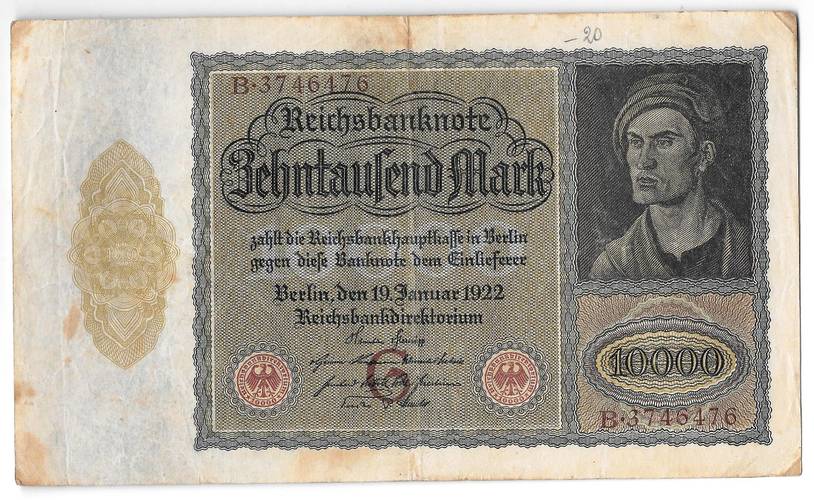 -20
B·3746476
Reichsbanknote
Zehntausend Mark
zahlt die Reichsbankhauptkasse in Berlin
gegen diese Banknote dem Einlieferer
Berlin, den 19. Januar 1922
Reichsbankdirektorium
G
10000
B·3746476